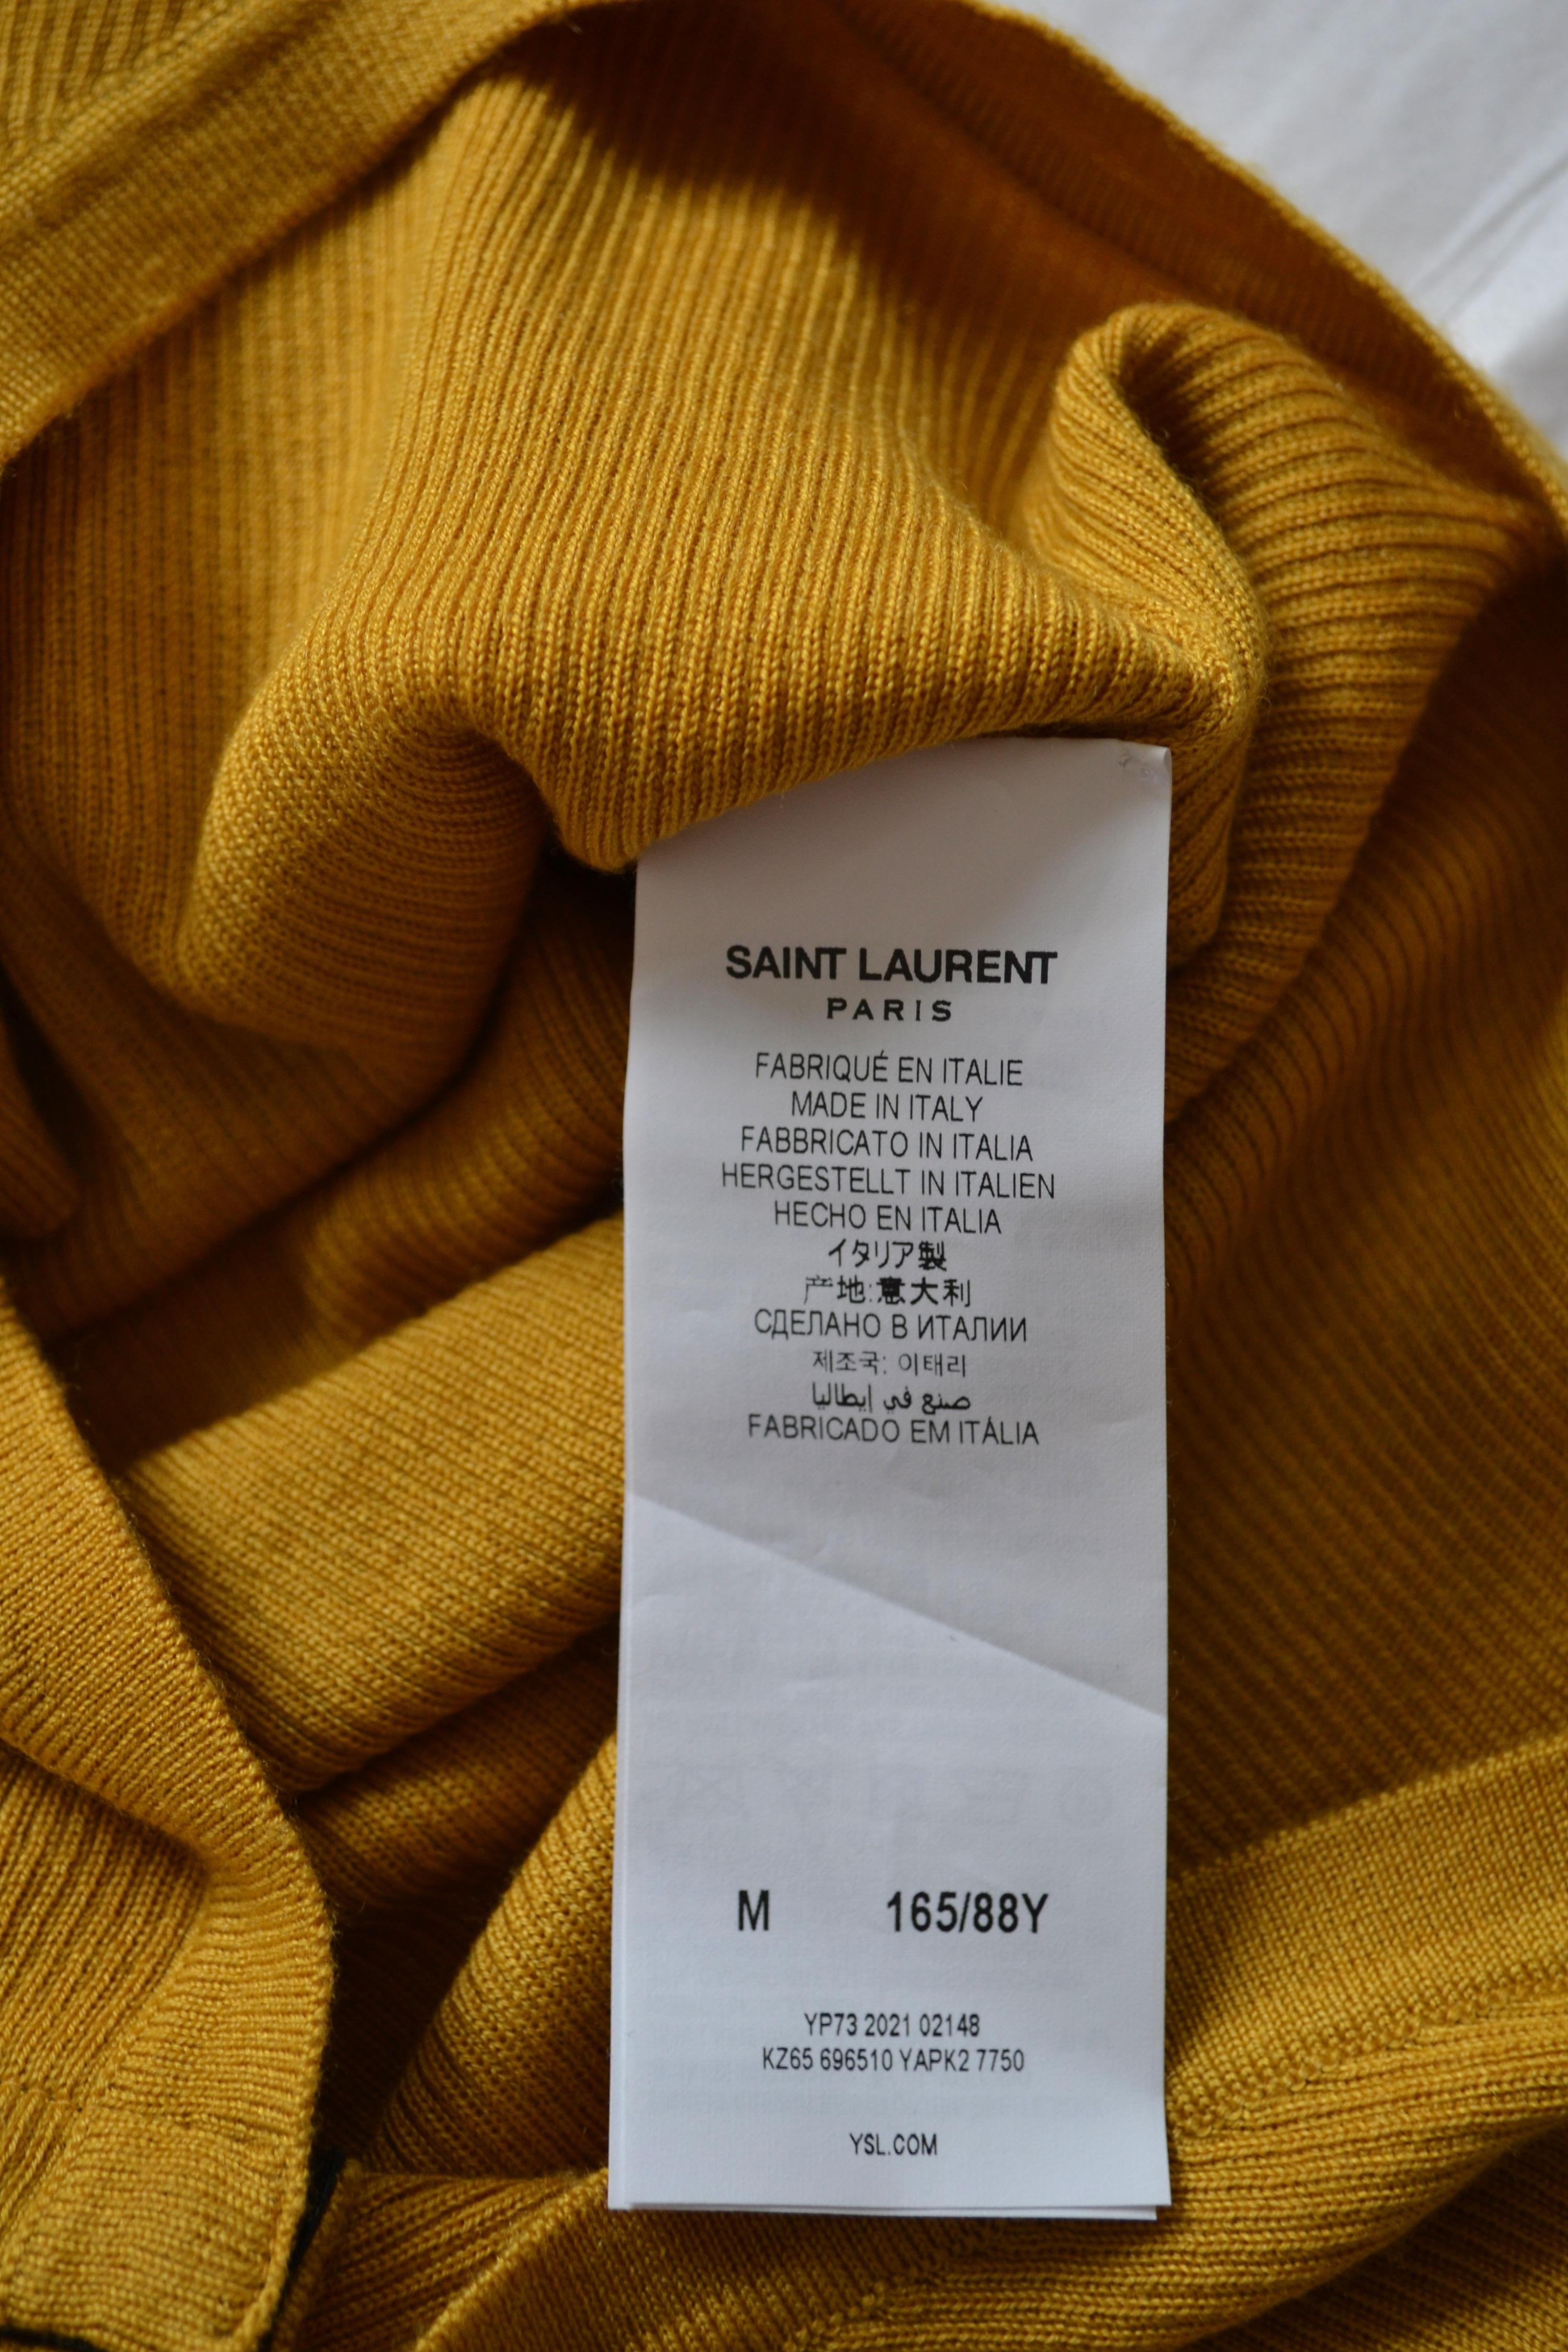 SAINT LAURENT
PARIS
FABRIQUÉ EN ITALIE
MADE IN ITALY
FABBRICATO IN ITALIA
HERGESTELLT IN ITALIEN
HECHO EN ITALIA
イタリア製
产地:意大利
СДЕЛАНО В ИТАЛИИ
제조국: 이태리
صنع في إيطاليا
FABRICADO EM ITÁLIA
M 165/88Y
YP73 2021 02148
KZ65 696510 YAPK2 7750
YSL.COM